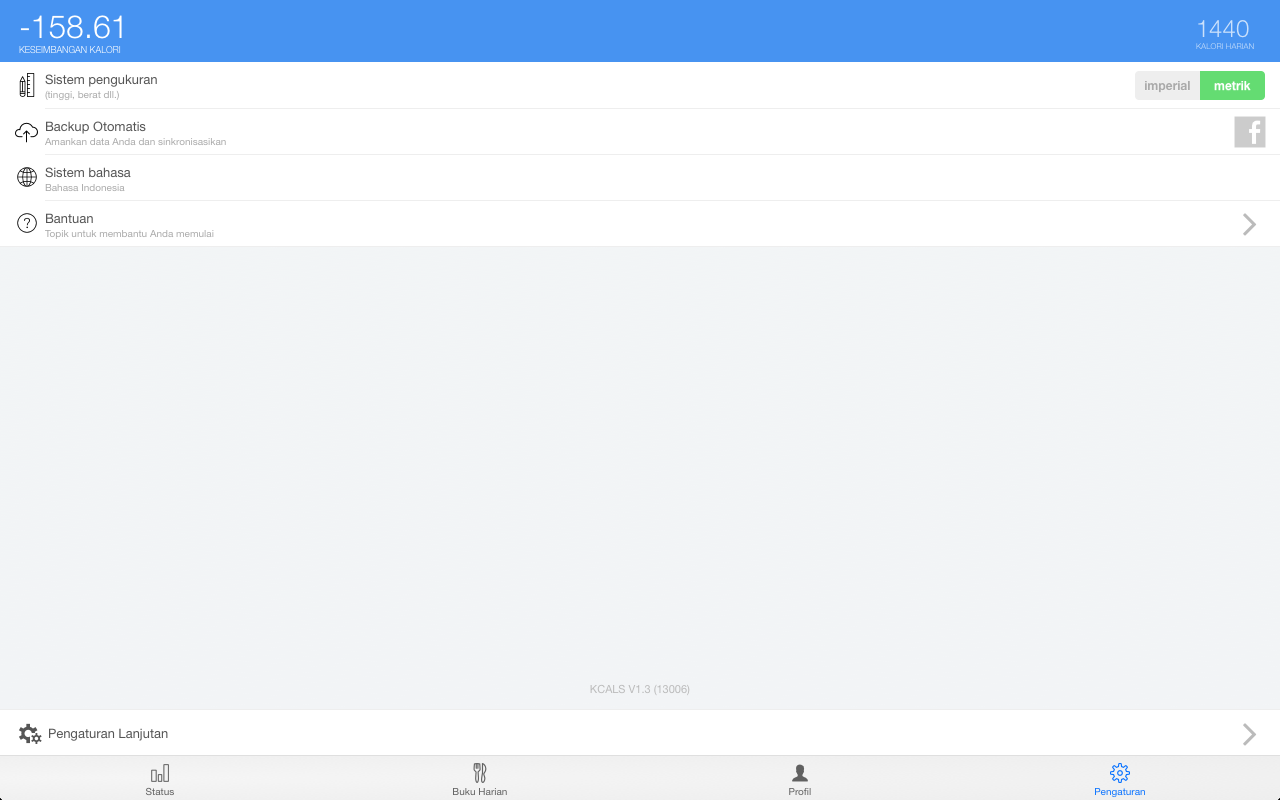 -158.61
KESEIMBANGAN KALORI
1440
KALORI HARIAN
Sistem pengukuran
(tinggi, berat dll.)
imperial
metrik
Backup Otomatis
Amankan data Anda dan sinkronisasikan
Sistem bahasa
Bahasa Indonesia
Bantuan
Topik untuk membantu Anda memulai
KCALS V1.3 (13006)
Pengaturan Lanjutan
Status
Buku Harian
Profil
Pengaturan